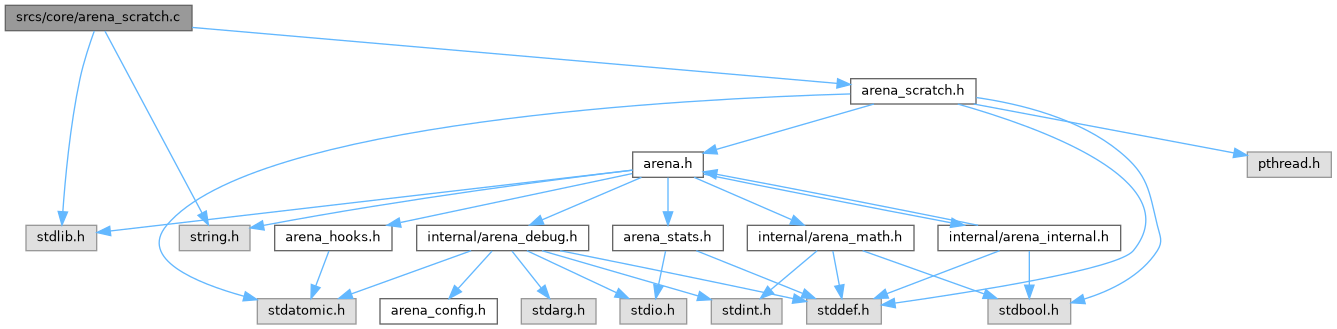 srcs/core/arena_scratch.c
arena_scratch.h
arena.h
pthread.h
stdlib.h
string.h
arena_hooks.h
internal/arena_debug.h
arena_stats.h
internal/arena_math.h
internal/arena_internal.h
stdatomic.h
arena_config.h
stdarg.h
stdio.h
stdint.h
stddef.h
stdbool.h